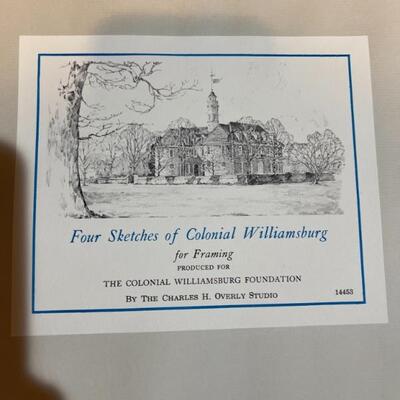 Four Sketches of Colonial Williamsburg
for Framing
PRODUCED FOR
THE COLONIAL WILLIAMSBURG FOUNDATION
BY THE CHARLES H. OVERLY STUDIO
14453